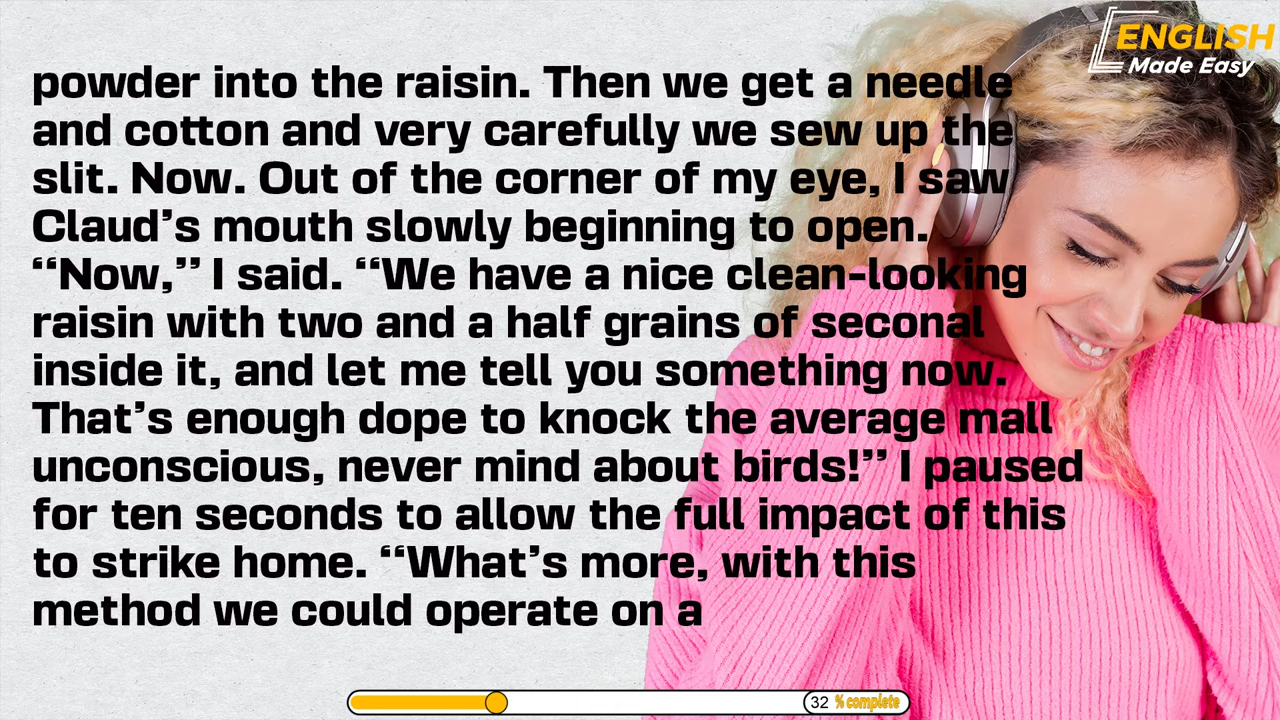 ENGLISH
Made Easy
powder into the raisin. Then we get a needle
and cotton and very carefully we sew up the
slit. Now. Out of the corner of my eye, I saw
Claud’s mouth slowly beginning to open.
“Now,” I said. “We have a nice clean-looking
raisin with two and a half grains of seconal
inside it, and let me tell you something now.
That’s enough dope to knock the average mall
unconscious, never mind about birds!” I paused
for ten seconds to allow the full impact of this
to strike home. “What’s more, with this
method we could operate on a
32 % complete